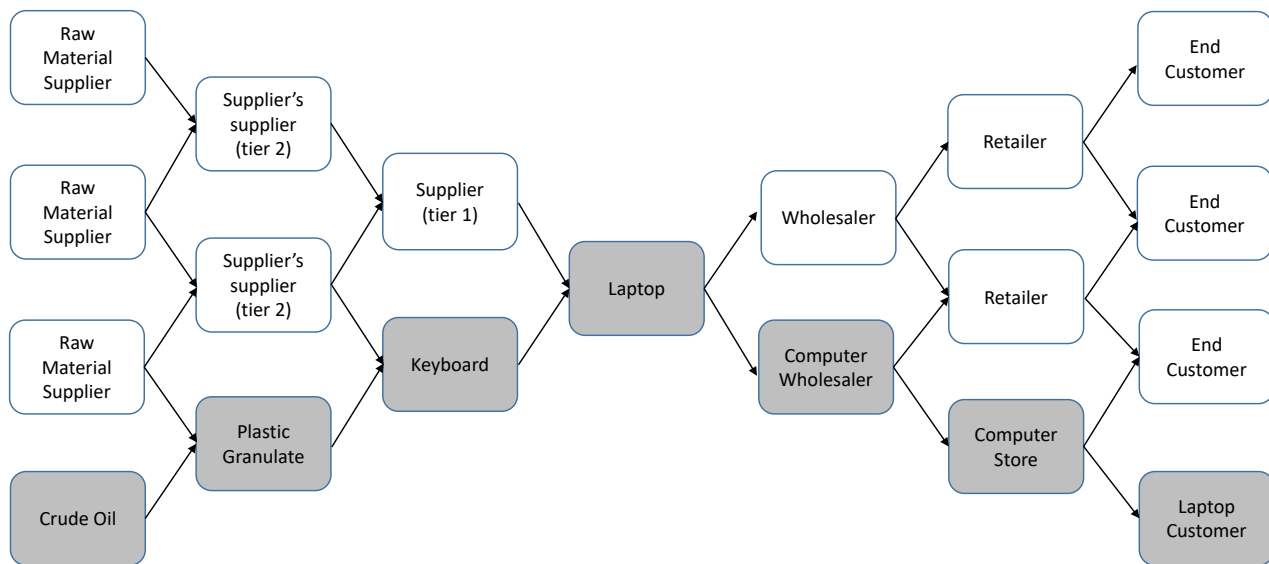 Raw
Material
Supplier
Raw
Material
Supplier
Raw
Material
Supplier
Crude Oil
Supplier's
supplier
(tier 2)
Supplier's
supplier
(tier 2)
Plastic
Granulate
Supplier
(tier 1)
Keyboard
Laptop
Wholesaler
Computer
Wholesaler
Retailer
Retailer
Computer
Store
End
Customer
End
Customer
End
Customer
Laptop
Customer